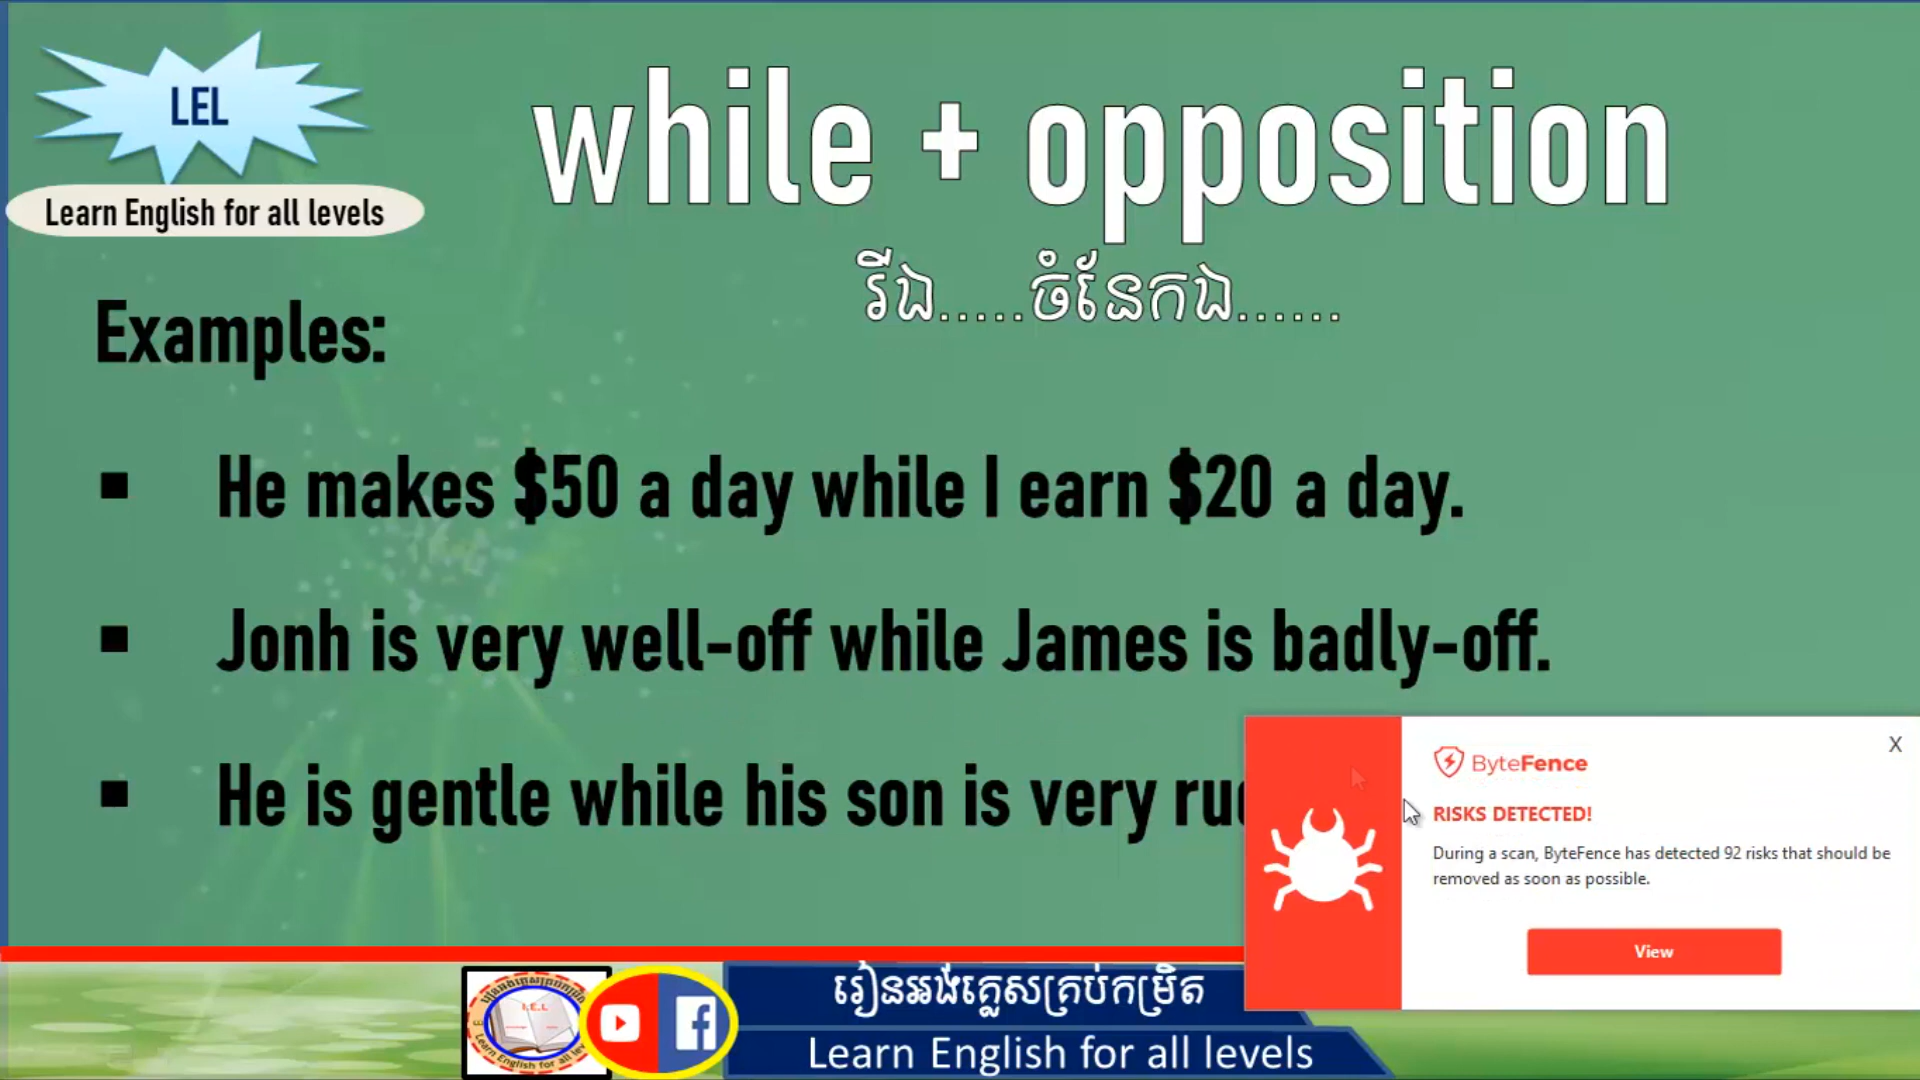 LEL
Learn English for all levels
while + opposition
រីឯ.....ចំនែកឯ......
Examples:
▪ He makes $50 a day while I earn $20 a day.
▪ Jonh is very well-off while James is badly-off.
▪ He is gentle while his son is very
ByteFence
X
RISKS DETECTED!
During a scan, ByteFence has detected 92 risks that should be
removed as soon as possible.
View
រៀនអង់គ្លេសគ្រប់កម្រិត
Learn English for all levels